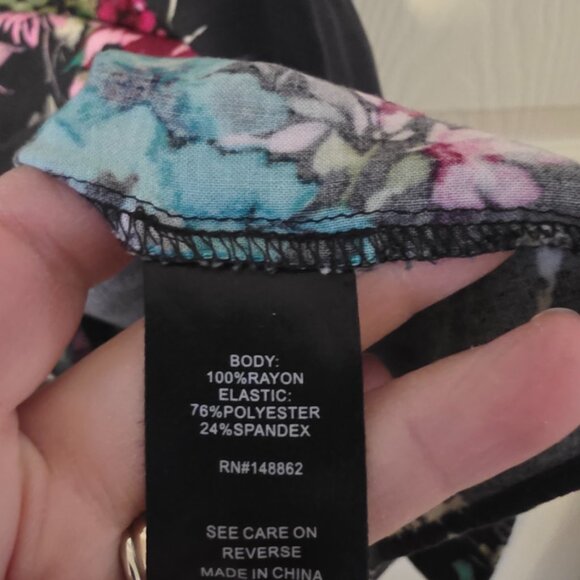 BODY:
100%RAYON
ELASTIC:
76%POLYESTER
24%SPANDEX
RN#148862
SEE CARE ON
REVERSE
MADE IN CHINA